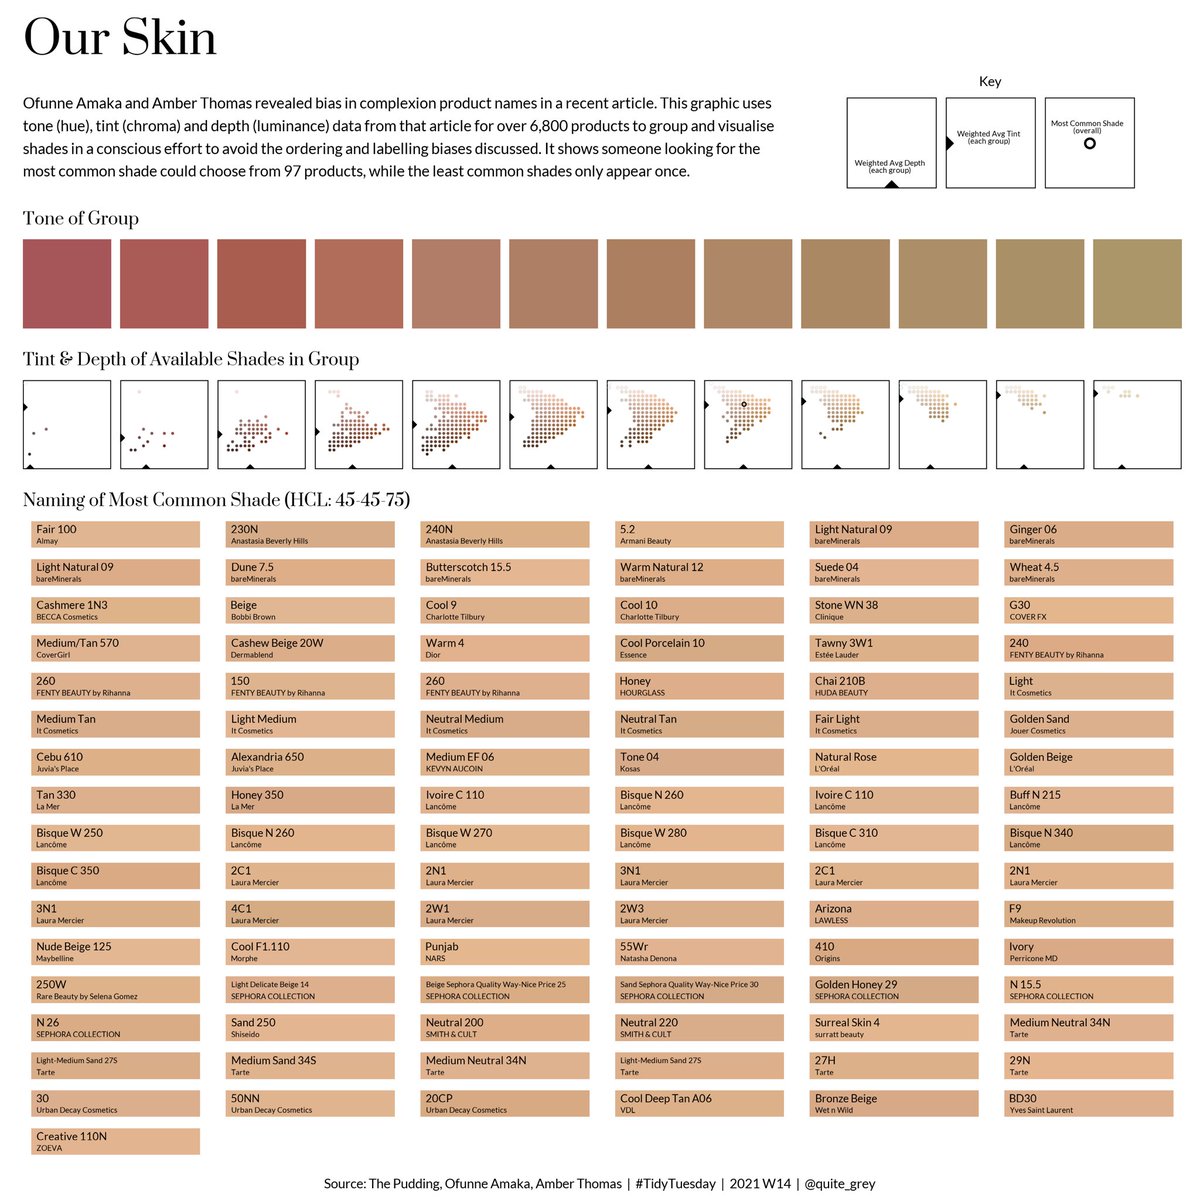 Our Skin
Ofunne Amaka and Amber Thomas revealed bias in complexion product names in a recent article. This graphic uses
tone (hue), tint (chroma) and depth (luminance) data from that article for over 6,800 products to group and visualise
shades in a conscious effort to avoid the ordering and labelling biases discussed. It shows someone looking for the
most common shade could choose from 97 products, while the least common shades only appear once.
Key
Weighted Avg Depth
(each group)
Weighted Avg Tint
(each group)
Most Common Shade
(overall)
Tone of Group
Tint & Depth of Available Shades in Group
Naming of Most Common Shade (HCL: 45-45-75)
Fair 100
Almay
230N
Anastasia Beverly Hills
240N
Anastasia Beverly Hills
5.2
Armani Beauty
Light Natural 09
bareMinerals
Ginger 06
bareMinerals
Light Natural 09
bareMinerals
Dune 7.5
bareMinerals
Butterscotch 15.5
bareMinerals
Warm Natural 12
bareMinerals
Suede 04
bareMinerals
Wheat 4.5
bareMinerals
Cashmere 1N3
BECCA Cosmetics
Beige
Bobbi Brown
Cool 9
Charlotte Tilbury
Cool 10
Charlotte Tilbury
Stone WN 38
Clinique
G30
COVER FX
Medium/Tan 570
CoverGirl
Cashew Beige 20W
Dermablend
Warm 4
Dior
Cool Porcelain 10
Essence
Tawny 3W1
Estée Lauder
240
FENTY BEAUTY by Rihanna
260
FENTY BEAUTY by Rihanna
150
FENTY BEAUTY by Rihanna
260
FENTY BEAUTY by Rihanna
Honey
HOURGLASS
Chai 210B
HUDA BEAUTY
Light
It Cosmetics
Medium Tan
It Cosmetics
Light Medium
It Cosmetics
Neutral Medium
It Cosmetics
Neutral Tan
It Cosmetics
Fair Light
It Cosmetics
Golden Sand
Jouer Cosmetics
Cebu 610
Juvia's Place
Alexandria 650
Juvia's Place
Medium EF 06
KEVYN AUCOIN
Tone 04
Kosas
Natural Rose
L'Oréal
Golden Beige
L'Oréal
Tan 330
La Mer
Honey 350
La Mer
Ivoire C 110
Lancôme
Bisque N 260
Lancôme
Ivoire C 110
Lancôme
Buff N 215
Lancôme
Bisque W 250
Lancôme
Bisque N 260
Lancôme
Bisque W 270
Lancôme
Bisque W 280
Lancôme
Bisque C 310
Lancôme
Bisque N 340
Lancôme
Bisque C 350
Lancôme
2C1
Laura Mercier
2N1
Laura Mercier
3N1
Laura Mercier
2C1
Laura Mercier
2N1
Laura Mercier
3N1
Laura Mercier
4C1
Laura Mercier
2W1
Laura Mercier
2W3
Laura Mercier
Arizona
LAWLESS
F9
Makeup Revolution
Nude Beige 125
Maybelline
Cool F1.110
Morphe
Punjab
NARS
55Wr
Natasha Denona
410
Origins
Ivory
Perricone MD
250W
Rare Beauty by Selena Gomez
Light Delicate Beige 14
SEPHORA COLLECTION
Beige Sephora Quality Way-Nice Price 25
SEPHORA COLLECTION
Sand Sephora Quality Way-Nice Price 30
SEPHORA COLLECTION
Golden Honey 29
SEPHORA COLLECTION
N 15.5
SEPHORA COLLECTION
N 26
SEPHORA COLLECTION
Sand 250
Shiseido
Neutral 200
SMITH & CULT
Neutral 220
SMITH & CULT
Surreal Skin 4
surratt beauty
Medium Neutral 34N
Tarte
Light-Medium Sand 27S
Tarte
Medium Sand 34S
Tarte
Medium Neutral 34N
Tarte
Light-Medium Sand 27S
Tarte
27H
Tarte
29N
Tarte
30
Urban Decay Cosmetics
50NN
Urban Decay Cosmetics
20CP
Urban Decay Cosmetics
Cool Deep Tan A06
VDL
Bronze Beige
Wet n Wild
BD30
Yves Saint Laurent
Creative 110N
ZOEVA
Source: The Pudding, Ofunne Amaka, Amber Thomas | #TidyTuesday | 2021 W14 | @quite_grey